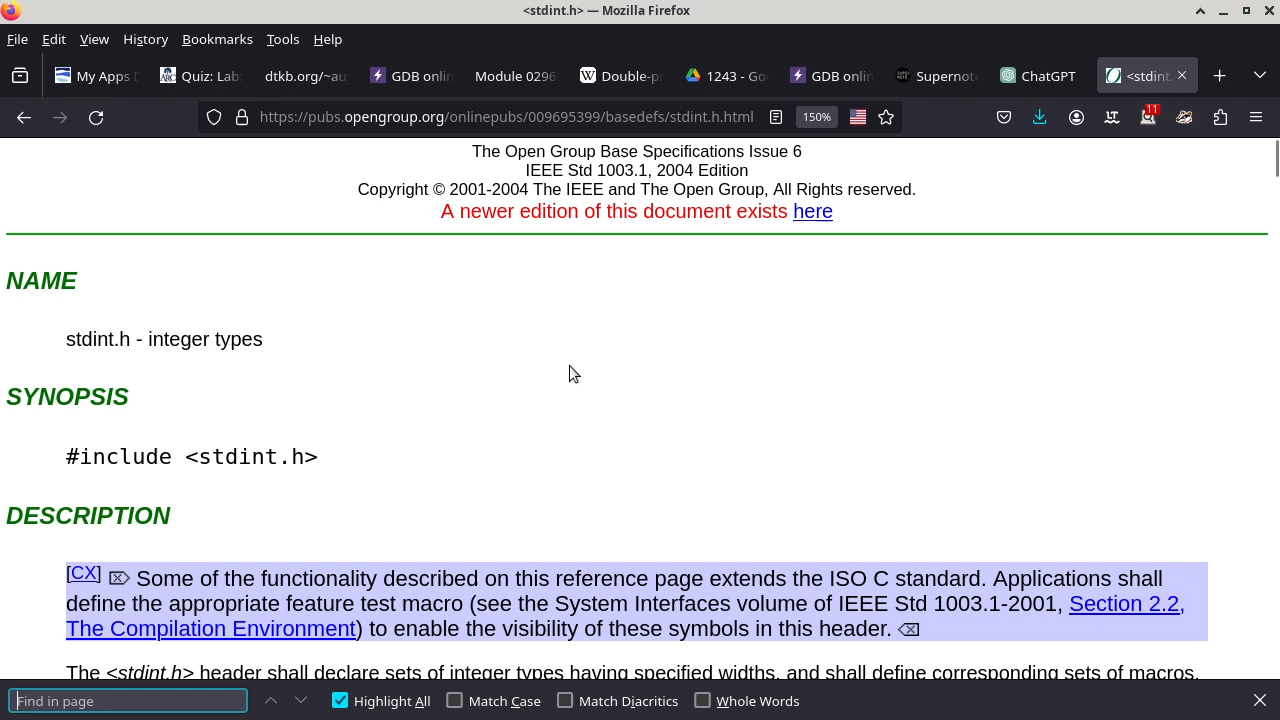 <stdint.h> — Mozilla Firefox
File Edit View History Bookmarks Tools Help
My Apps Quiz: Lab: dtkb.org/~au GDB onlin Module 0296 Double-pr 1243 - Go GDB onlin Supernot ChatGPT <stdint.
https://pubs.opengroup.org/onlinepubs/009695399/basedefs/stdint.h.html 150% 11
The Open Group Base Specifications Issue 6
IEEE Std 1003.1, 2004 Edition
Copyright © 2001-2004 The IEEE and The Open Group, All Rights reserved.
A newer edition of this document exists here
NAME
stdint.h - integer types
SYNOPSIS
#include <stdint.h>
DESCRIPTION
[CX] ⌦ Some of the functionality described on this reference page extends the ISO C standard. Applications shall
define the appropriate feature test macro (see the System Interfaces volume of IEEE Std 1003.1-2001, Section 2.2,
The Compilation Environment) to enable the visibility of these symbols in this header. ⌫
The <stdint.h> header shall declare sets of integer types having specified widths, and shall define corresponding sets of macros.
Find in page Highlight All Match Case Match Diacritics Whole Words